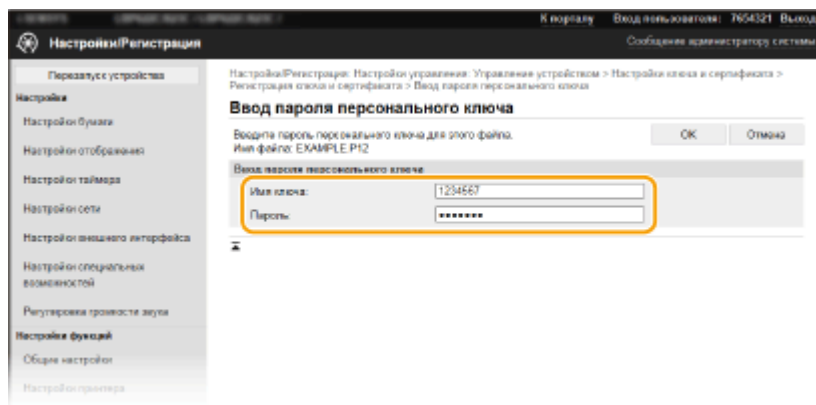 К порталу Вход пользователя: 7654321 Выход
Настройки/Регистрация
Сообщение администратору системы
Перезапуск устройства
Настройки
Настройки бумаги
Настройки отображения
Настройки таймера
Настройки сети
Настройки внешнего интерфейса
Настройки специальных
возможностей
Регулировка громкости звука
Настройки функций
Общие настройки
Настройки принтера
Настройки/Регистрация: Настройки управления: Управление устройством > Настройки ключа и сертификата >
Регистрация ключа и сертификата > Ввод пароля персонального ключа
Ввод пароля персонального ключа
Введите пароль персонального ключа для этого файла.
Имя файла: EXAMPLE.P12
OK Отмена
Ввод пароля персонального ключа
Имя ключа: 1234567
Пароль: •••••••